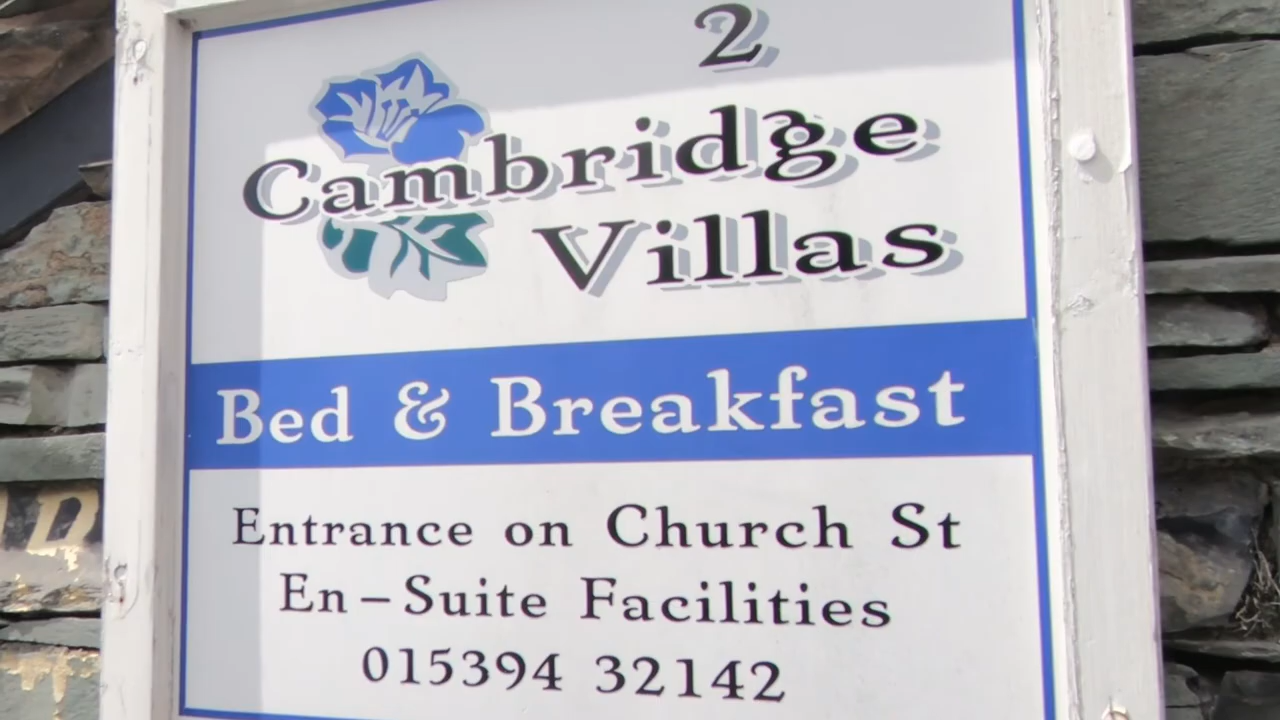 2
Cambridge
Villas
Bed & Breakfast
Entrance on Church St
En-Suite Facilities
015394 32142